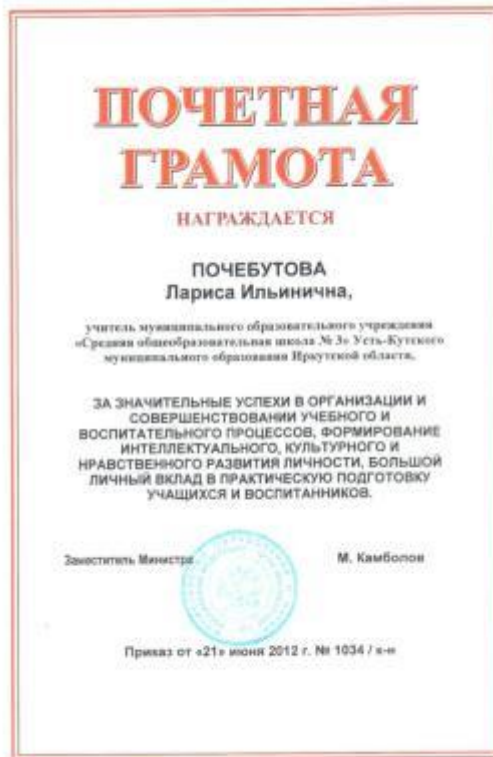 ПОЧЕТНАЯ
ГРАМОТА
НАГРАЖДАЕТСЯ
ПОЧЕБУТОВА
Лариса Ильинична,
учитель муниципального образовательного учреждения
«Средняя общеобразовательная школа № 3» Усть-Кутского
муниципального образования Иркутской области,
ЗА ЗНАЧИТЕЛЬНЫЕ УСПЕХИ В ОРГАНИЗАЦИИ И
СОВЕРШЕНСТВОВАНИИ УЧЕБНОГО И
ВОСПИТАТЕЛЬНОГО ПРОЦЕССОВ, ФОРМИРОВАНИЕ
ИНТЕЛЛЕКТУАЛЬНОГО, КУЛЬТУРНОГО И
НРАВСТВЕННОГО РАЗВИТИЯ ЛИЧНОСТИ, БОЛЬШОЙ
ЛИЧНЫЙ ВКЛАД В ПРАКТИЧЕСКУЮ ПОДГОТОВКУ
УЧАЩИХСЯ И ВОСПИТАННИКОВ.
Заместитель Министра М. Камболов
Приказ от «21» июня 2012 г. № 1034 / к-н